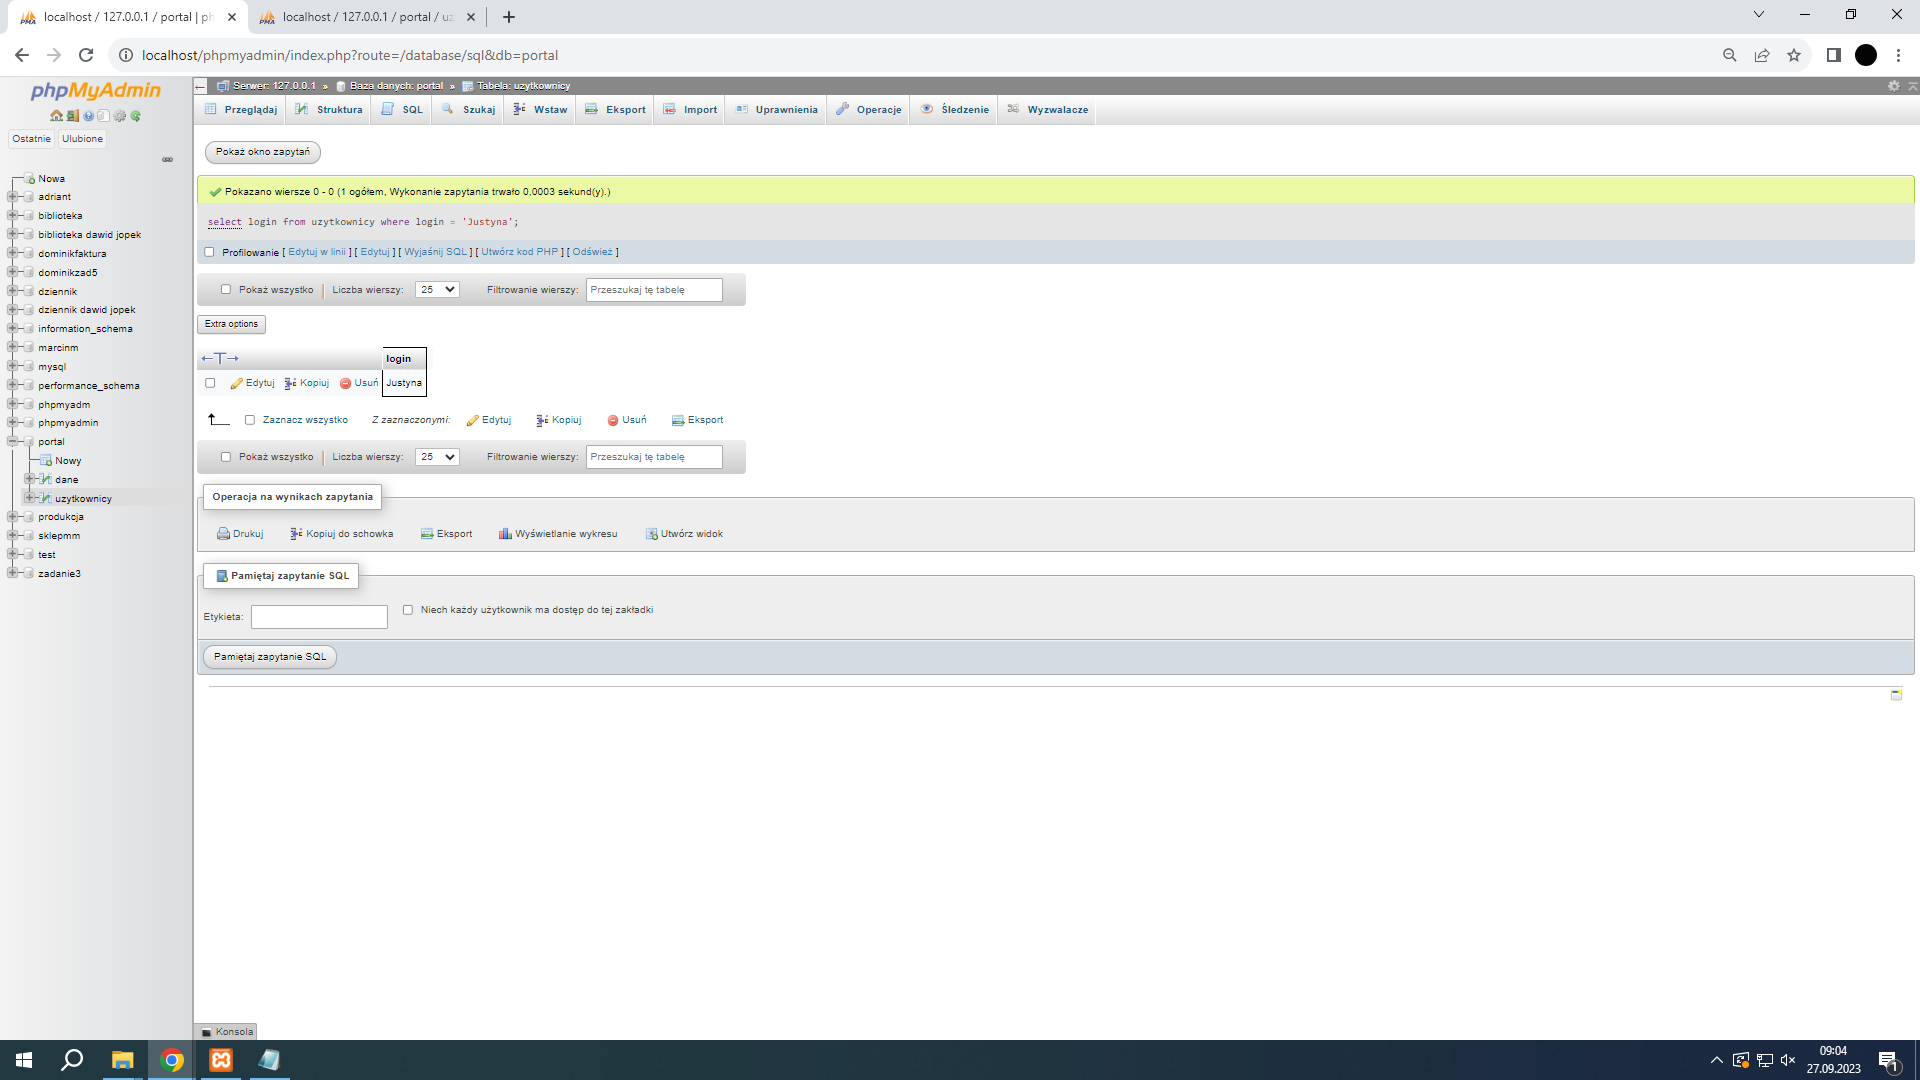 localhost / 127.0.0.1 / portal | ph
localhost / 127.0.0.1 / portal / uz
localhost/phpmyadmin/index.php?route=/database/sql&db=portal
phpMyAdmin
Ostatnie Ulubione
Nowa
adriant
biblioteka
biblioteka dawid jopek
dominikfaktura
dominikzad5
dziennik
dziennik dawid jopek
information_schema
marcinm
mysql
performance_schema
phpmyadm
phpmyadmin
portal
Nowy
dane
uzytkownicy
produkcja
sklepmm
test
zadanie3
Serwer: 127.0.0.1 » Baza danych: portal » Tabela: uzytkownicy
Przeglądaj Struktura SQL Szukaj Wstaw Eksport Import Uprawnienia Operacje Śledzenie Wyzwalacze
Pokaż okno zapytań
Pokazano wiersze 0 - 0 (1 ogółem, Wykonanie zapytania trwało 0,0003 sekund(y).)
select login from uzytkownicy where login = 'Justyna';
Profilowanie [ Edytuj w linii ] [ Edytuj ] [ Wyjaśnij SQL ] [ Utwórz kod PHP ] [ Odśwież ]
Pokaż wszystko | Liczba wierszy: 25 Filtrowanie wierszy: Przeszukaj tę tabelę
Extra options
←T→ login
Edytuj Kopiuj Usuń Justyna
Zaznacz wszystko Z zaznaczonymi: Edytuj Kopiuj Usuń Eksport
Pokaż wszystko | Liczba wierszy: 25 Filtrowanie wierszy: Przeszukaj tę tabelę
Operacja na wynikach zapytania
Drukuj Kopiuj do schowka Eksport Wyświetlanie wykresu Utwórz widok
Pamiętaj zapytanie SQL
Etykieta: Niech każdy użytkownik ma dostęp do tej zakładki
Pamiętaj zapytanie SQL
Konsola
09:04
27.09.2023
1